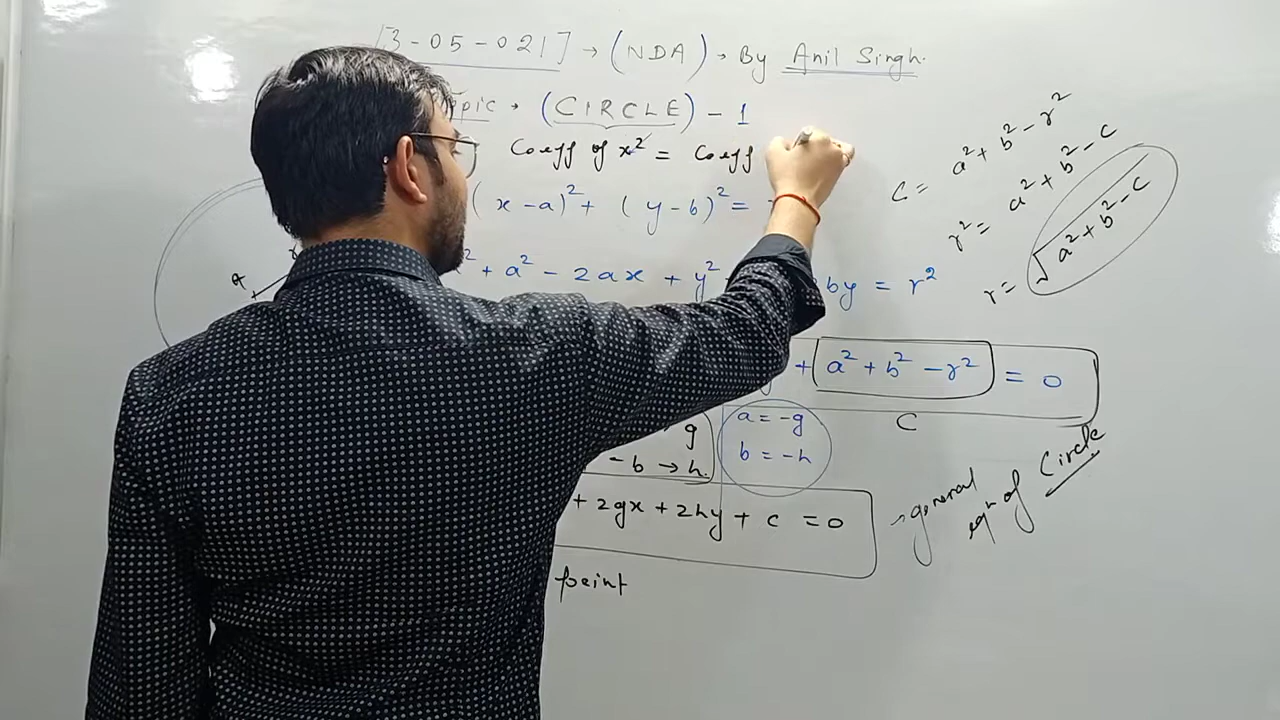 [3-05-021] → (NDA) → By Anil Singh.
Topic → (CIRCLE) - 1
Coeff of x² = Coeff
(x-a)² + (y-b)² =
² + a² - 2ax + y² by = r²
+ a² + b² - r² = 0
C
g
-b → h
a = -g
b = -h
+ 2gx + 2hy + c = 0
→ general
eqⁿ of Circle
point
c = a² + b² - r²
r² = a² + b² - c
r = √a² + b² - c